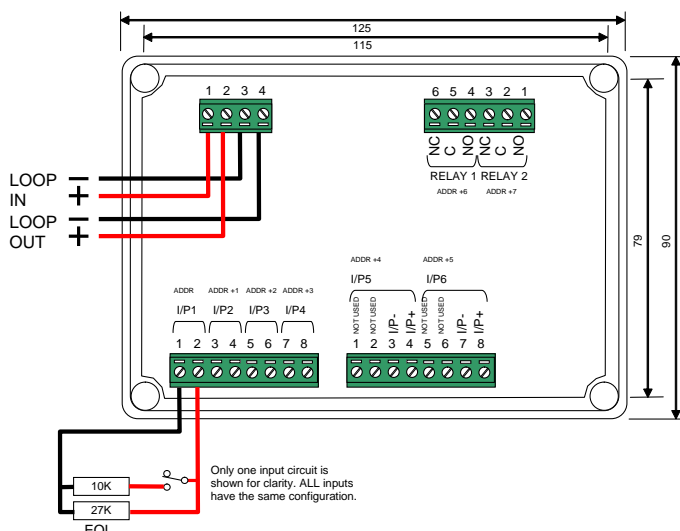 125
115
1 2 3 4
6 5 4 3 2 1
NC C NO NC C NO
RELAY 1 RELAY 2
ADDR +6 ADDR +7
LOOP IN − +
LOOP OUT − +
79
90
ADDR +4 ADDR +5
I/P5 I/P6
ADDR ADDR +1 ADDR +2 ADDR +3
I/P1 I/P2 I/P3 I/P4
NOT USED NOT USED I/P- I/P+ NOT USED NOT USED I/P- I/P+
1 2 3 4 5 6 7 8
1 2 3 4 5 6 7 8
Only one input circuit is
shown for clarity. ALL inputs
have the same configuration.
10K
27K
EOL